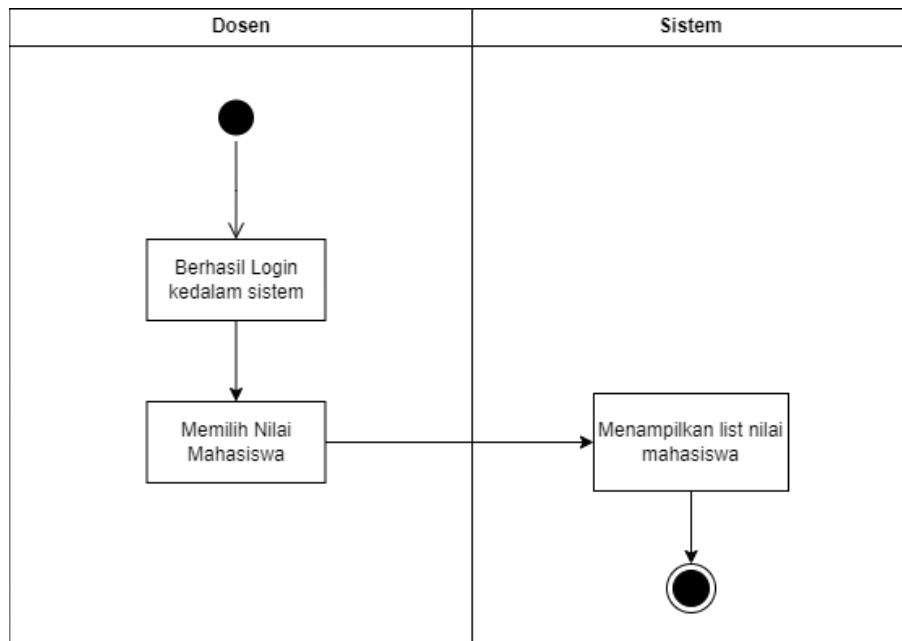 Dosen
Sistem
Berhasil Login
kedalam sistem
Memilih Nilai
Mahasiswa
Menampilkan list nilai
mahasiswa